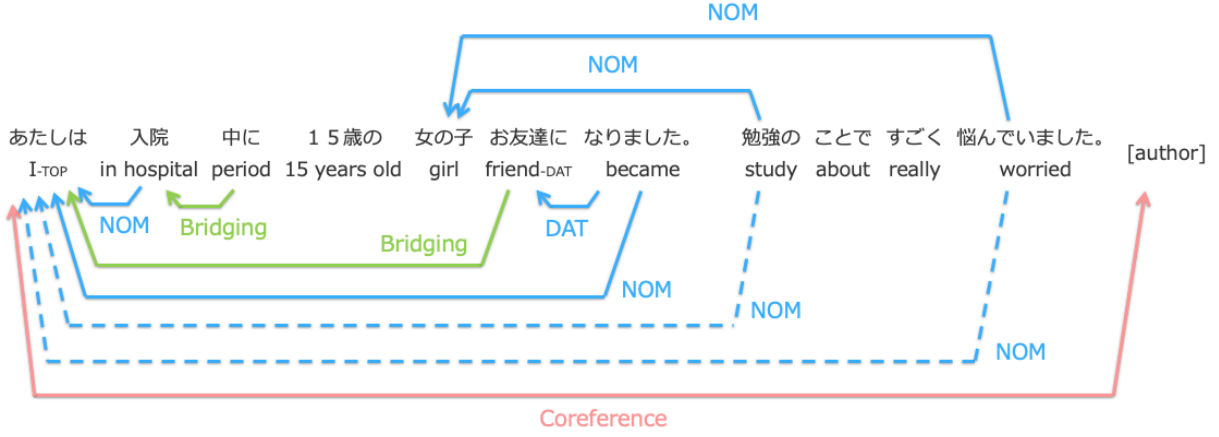 NOM
NOM
あたしは 入院 中に １５歳の 女の子 お友達に なりました。 勉強の ことで すごく 悩んでいました。
I-TOP in hospital period 15 years old girl friend-DAT became study about really worried [author]
NOM Bridging DAT
Bridging
NOM
NOM
NOM
Coreference